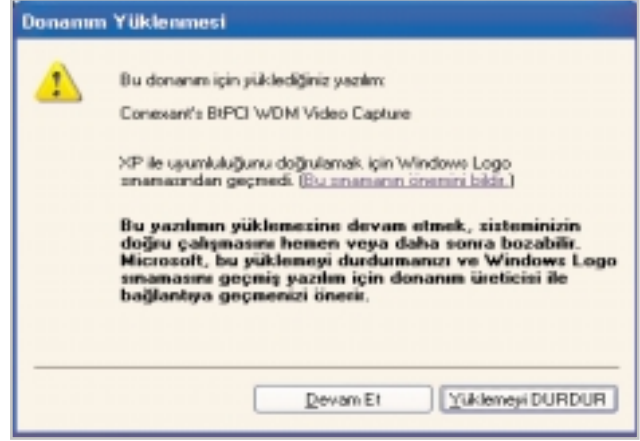 Donanım Yüklenmesi
Bu donanım için yüklediğiniz yazılım:
Conexant's BtPCI WDM Video Capture
XP ile uyumluluğunu doğrulamak için Windows Logo
sınamasından geçmedi. (Bu sınamanın önemini bildir.)
Bu yazılımın yüklemesine devam etmek, sisteminizin
doğru çalışmasını hemen veya daha sonra bozabilir.
Microsoft, bu yüklemeyi durdurmanızı ve Windows Logo
sınamasını geçmiş yazılım için donanım üreticisi ile
bağlantıya geçmenizi önerir.
Devam Et
Yüklemeyi DURDUR